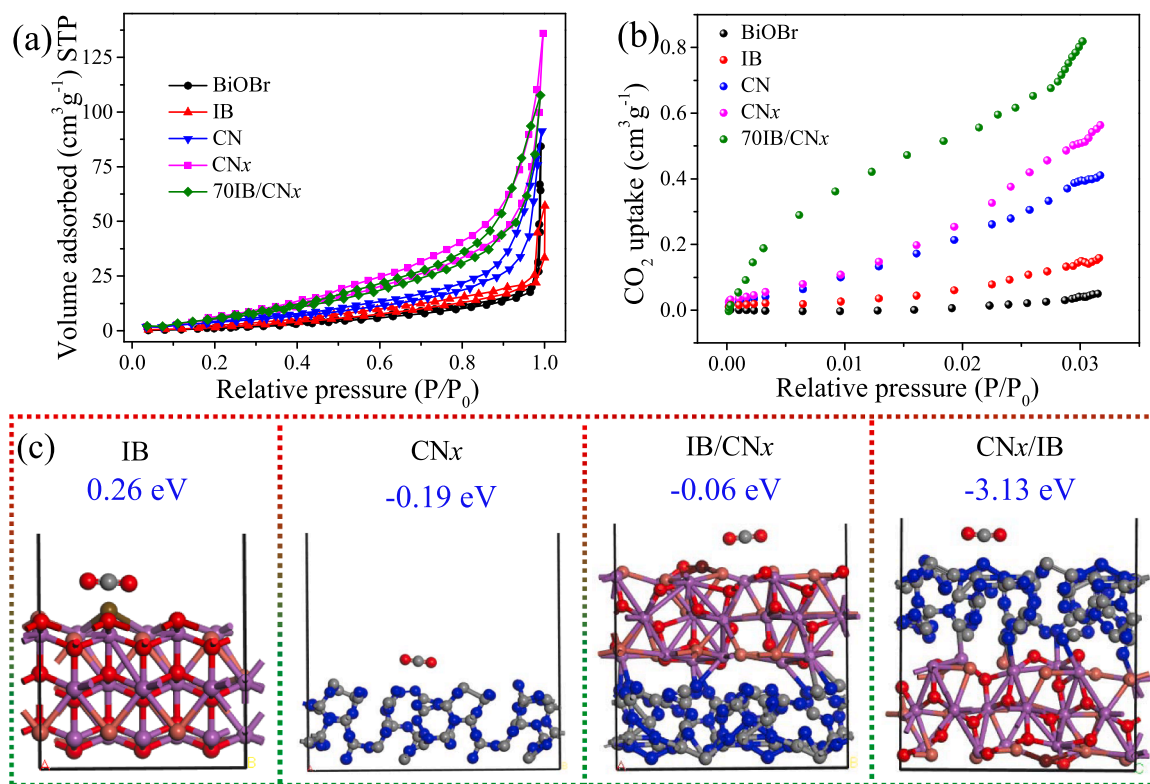 (a)
Volume adsorbed (cm³ g⁻¹) STP
125
100
75
50
25
0
BiOBr
IB
CN
CNx
70IB/CNx
0.0 0.2 0.4 0.6 0.8 1.0
Relative pressure (P/P₀)
(b)
CO₂ uptake (cm³ g⁻¹)
0.8
0.6
0.4
0.2
0.0
BiOBr
IB
CN
CNx
70IB/CNx
0.00 0.01 0.02 0.03
Relative pressure (P/P₀)
(c)
IB
0.26 eV
CNx
-0.19 eV
IB/CNx
-0.06 eV
CNx/IB
-3.13 eV
A B
A B
C